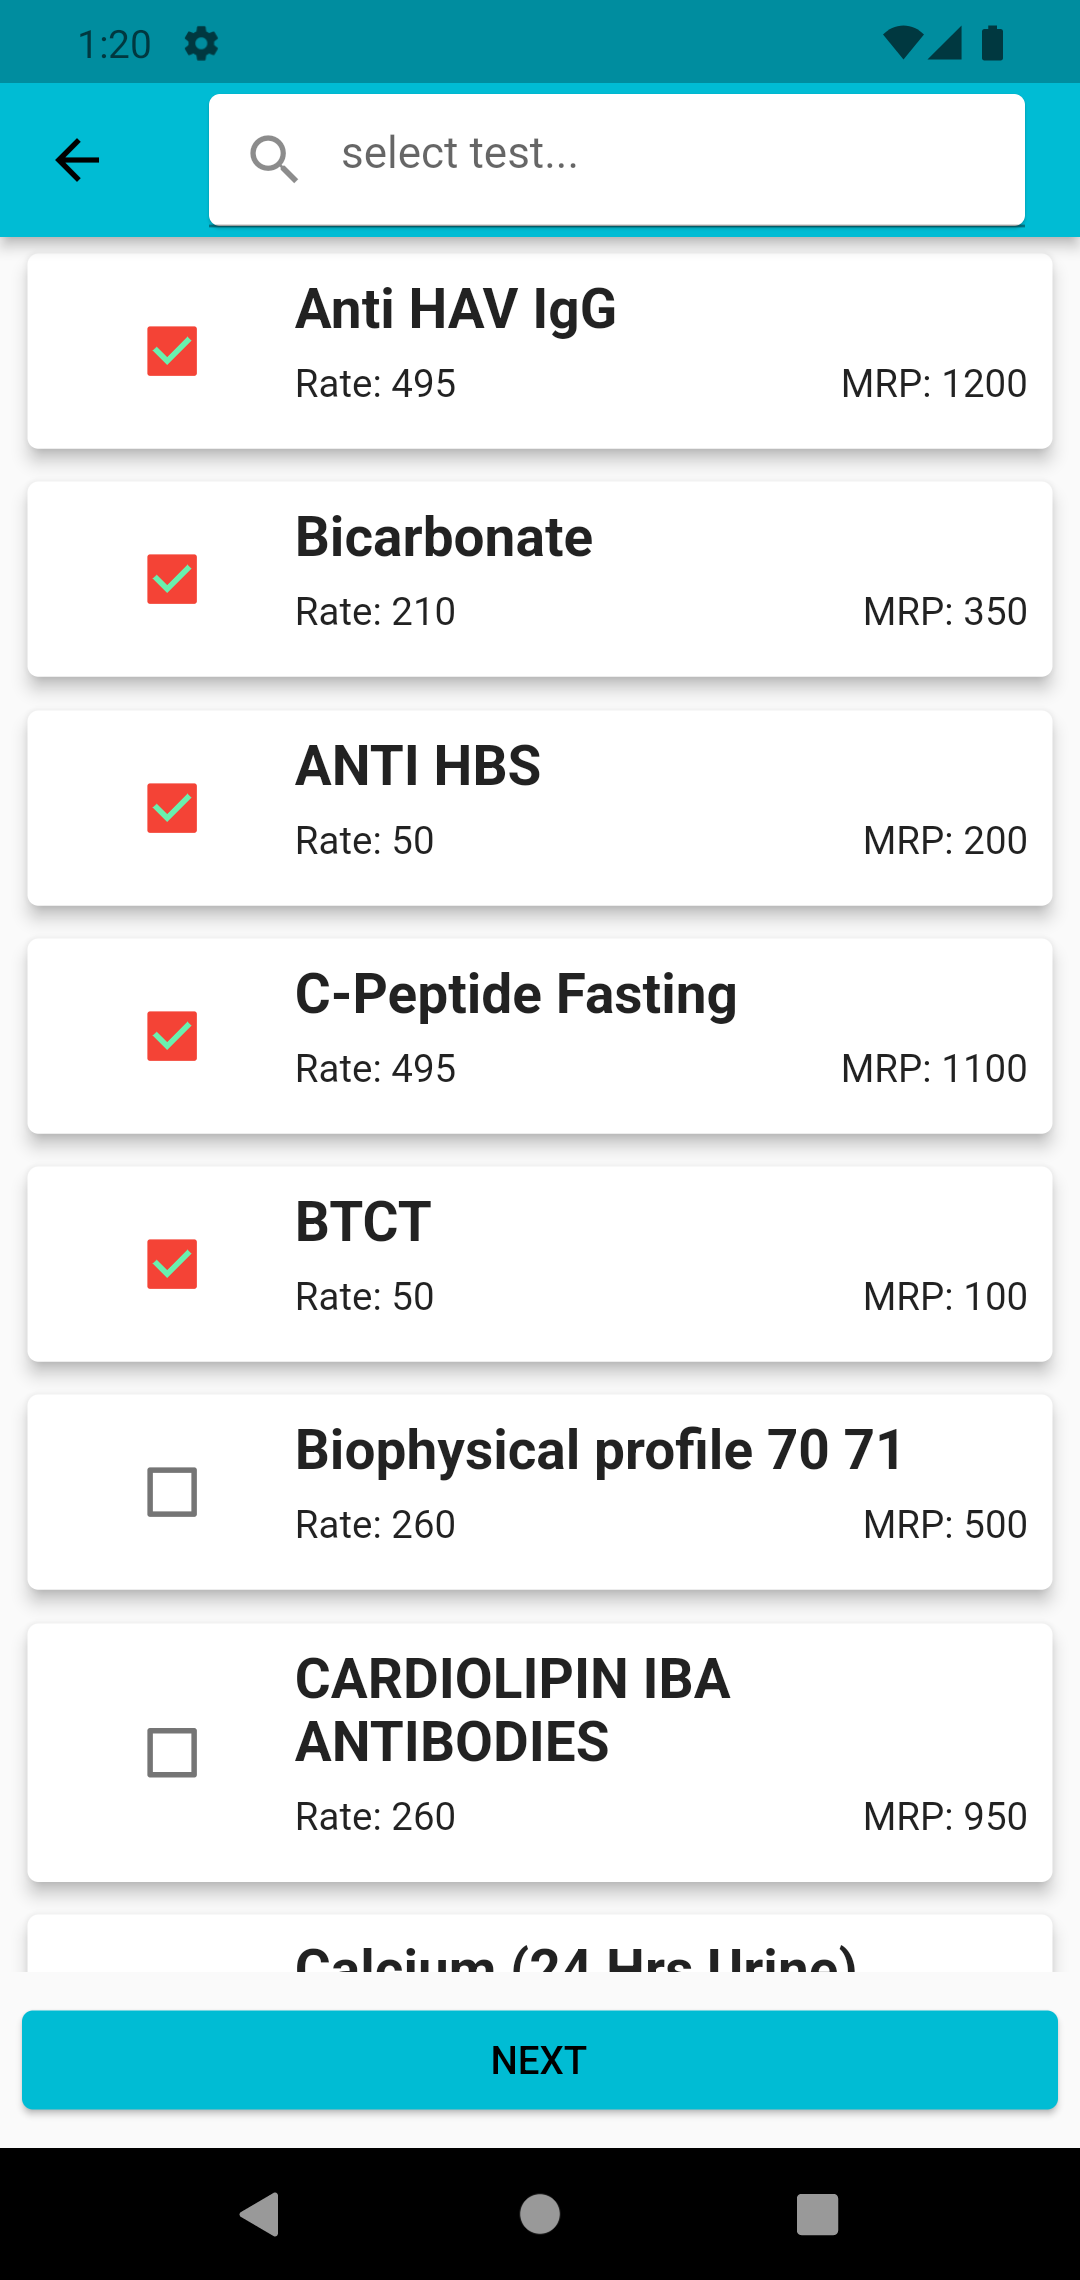 1:20
select test...
Anti HAV IgG
Rate: 495 MRP: 1200
Bicarbonate
Rate: 210 MRP: 350
ANTI HBS
Rate: 50 MRP: 200
C-Peptide Fasting
Rate: 495 MRP: 1100
BTCT
Rate: 50 MRP: 100
Biophysical profile 70 71
Rate: 260 MRP: 500
CARDIOLIPIN IBA
ANTIBODIES
Rate: 260 MRP: 950
Calcium (24 Hrs Urine)
NEXT